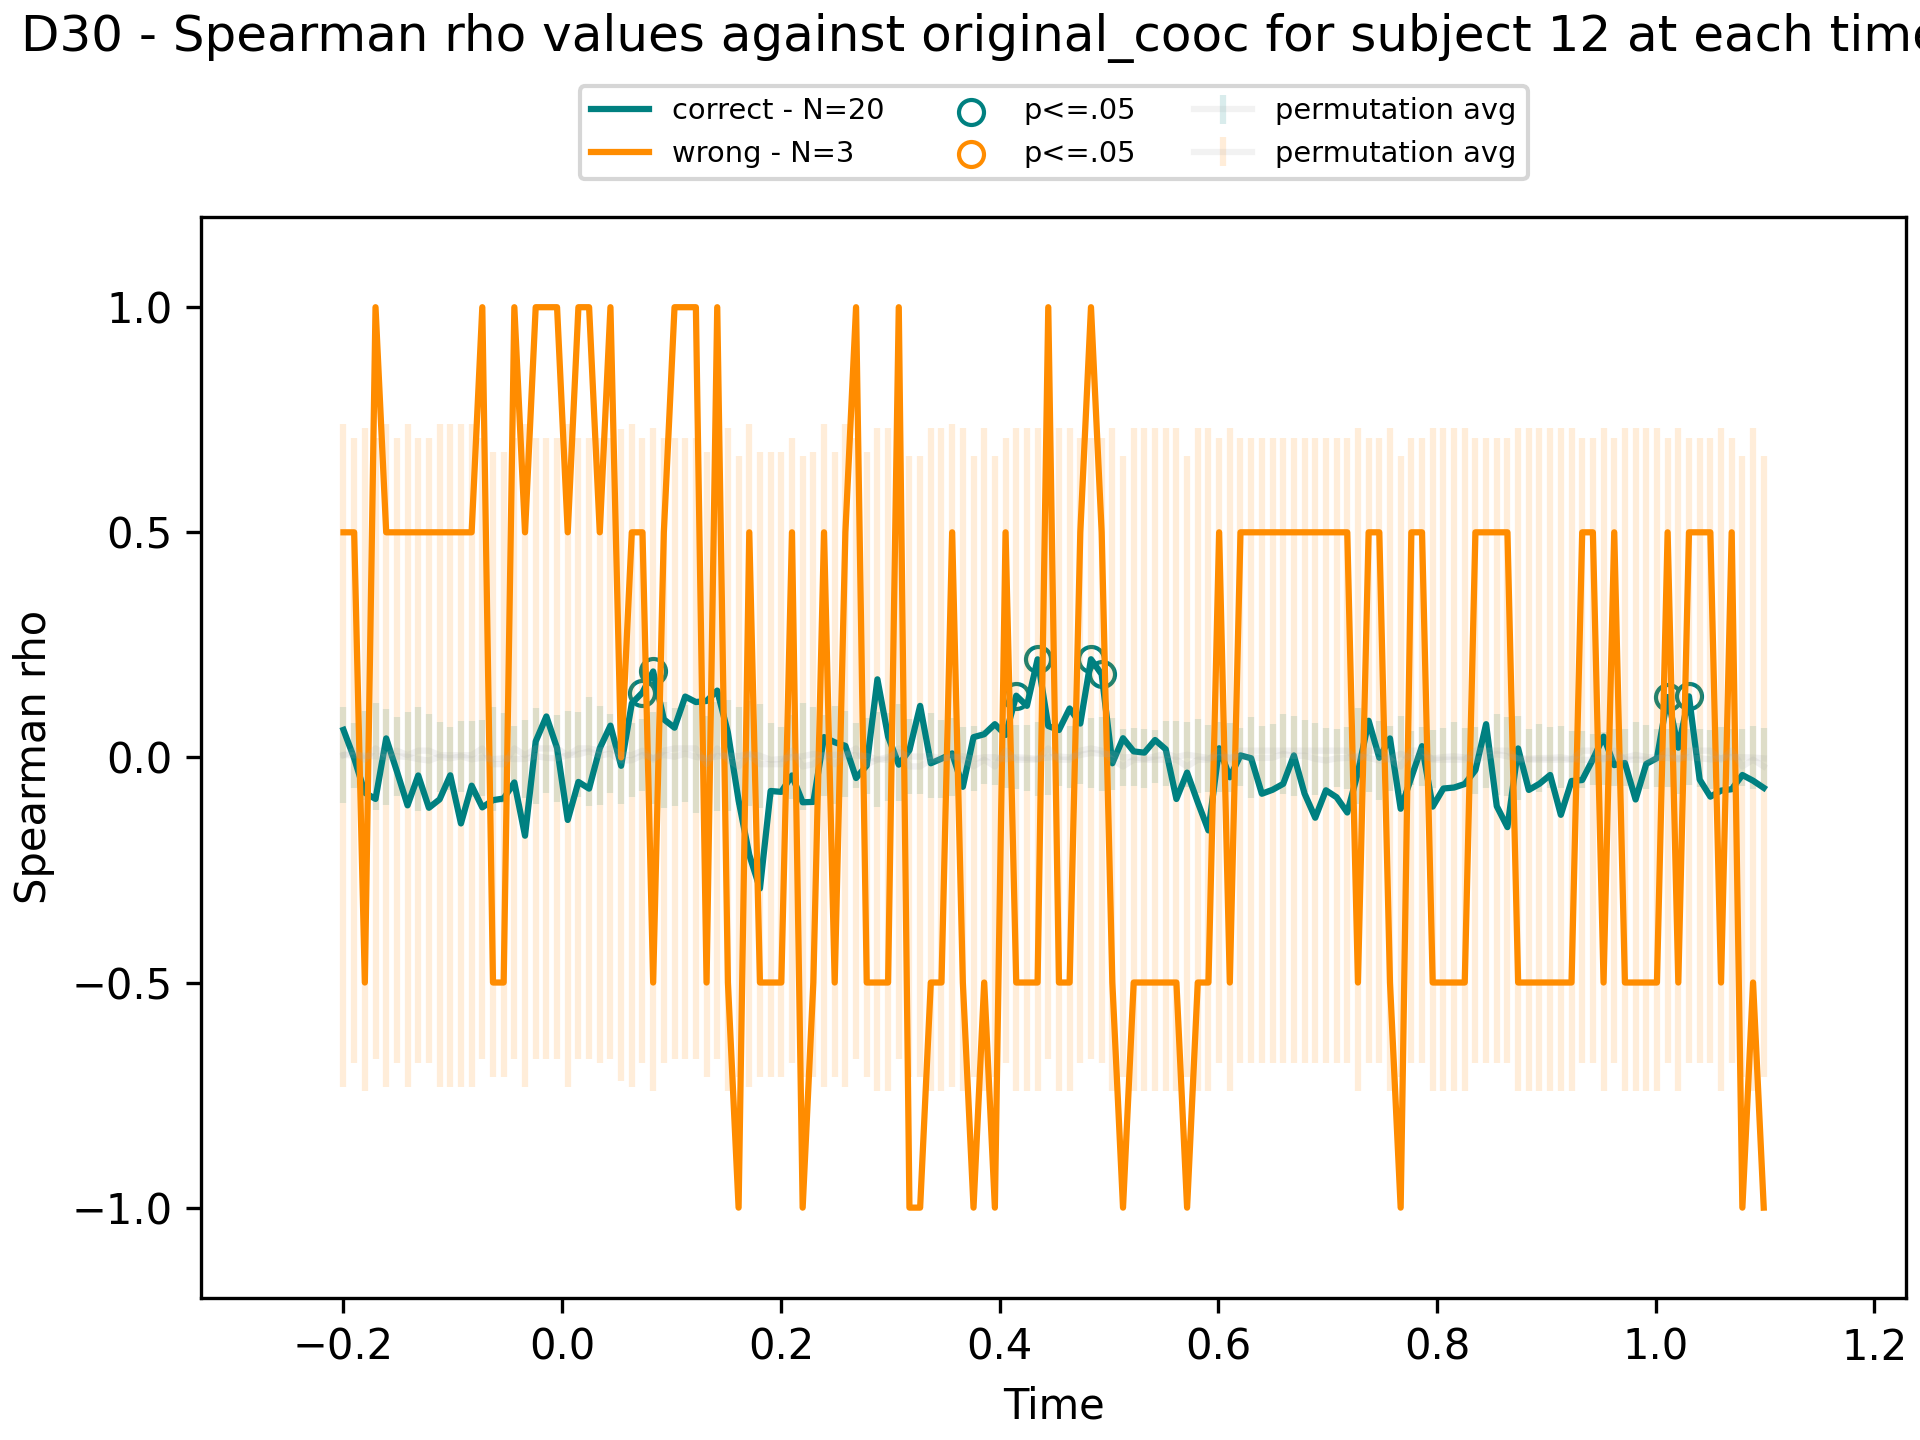 D30 - Spearman rho values against original_cooc for subject 12 at each time
correct - N=20
wrong - N=3
p<=.05
p<=.05
permutation avg
permutation avg
1.0
0.5
0.0
−0.5
−1.0
Spearman rho
−0.2 0.0 0.2 0.4 0.6 0.8 1.0 1.2
Time